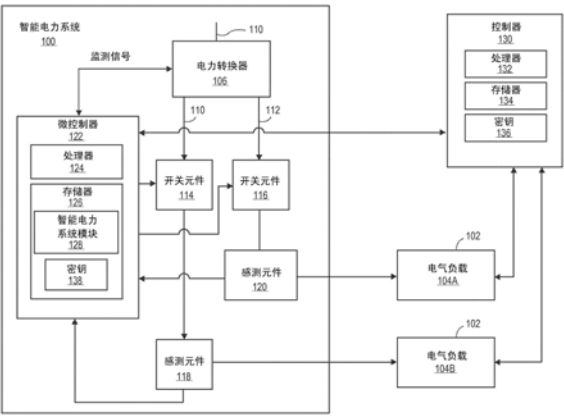 智能电力系统
100
110
监测信号
电力转换器
106
110
112
微控制器
122
处理器
124
存储器
126
智能电力
系统模块
128
密钥
138
开关元件
114
开关元件
116
感测元件
120
感测元件
118
控制器
130
处理器
132
存储器
134
密钥
136
102
电气负载
104A
102
电气负载
104B